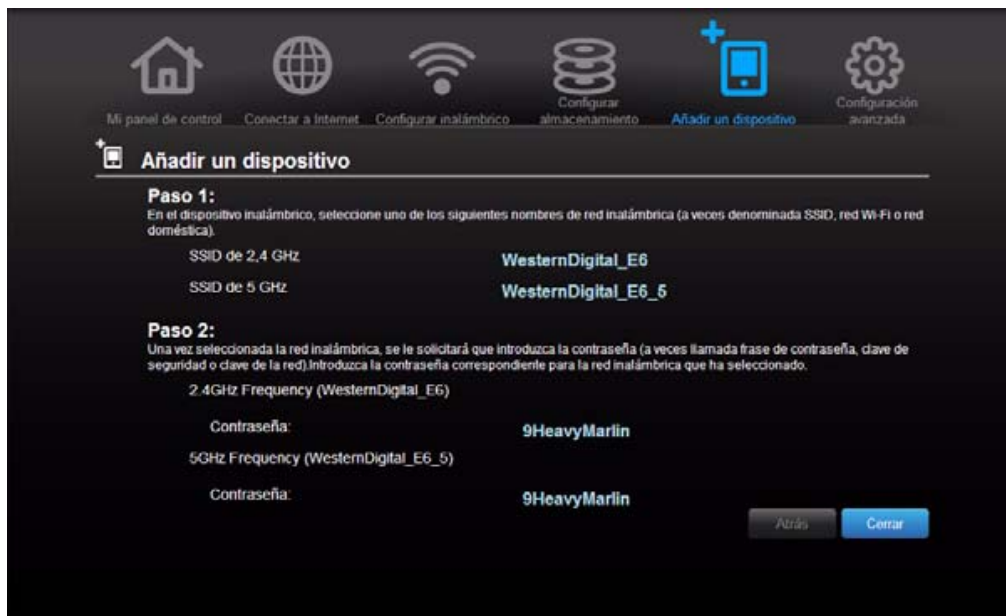 Mi panel de control
Conectar a Internet
Configurar inalámbrico
Configurar
almacenamiento
Añadir un dispositivo
Configuración
avanzada
Añadir un dispositivo
Paso 1:
En el dispositivo inalámbrico, seleccione uno de los siguientes nombres de red inalámbrica (a veces denominada SSID, red Wi-Fi o red
doméstica).
SSID de 2,4 GHz WesternDigital_E6
SSID de 5 GHz WesternDigital_E6_5
Paso 2:
Una vez seleccionada la red inalámbrica, se le solicitará que introduzca la contraseña (a veces llamada frase de contraseña, clave de
seguridad o clave de la red).Introduzca la contraseña correspondiente para la red inalámbrica que ha seleccionado.
2.4GHz Frequency (WesternDigital_E6)
Contraseña: 9HeavyMarlin
5GHz Frequency (WesternDigital_E6_5)
Contraseña: 9HeavyMarlin
Atrás
Cerrar